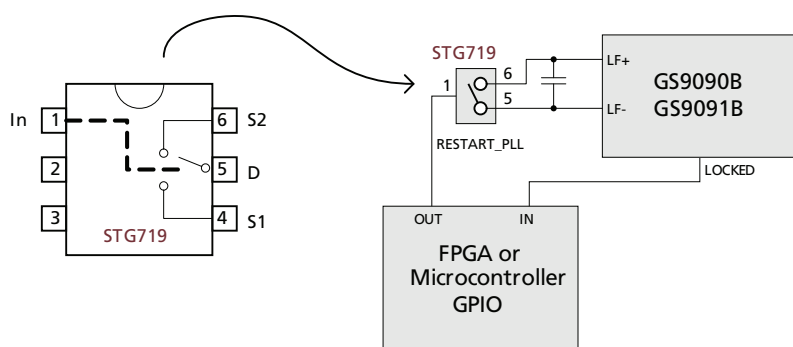 In
1
2
3
6
5
4
S2
D
S1
STG719
STG719
1
6
5
RESTART_PLL
LF+
LF-
GS9090B
GS9091B
LOCKED
OUT
IN
FPGA or
Microcontroller
GPIO